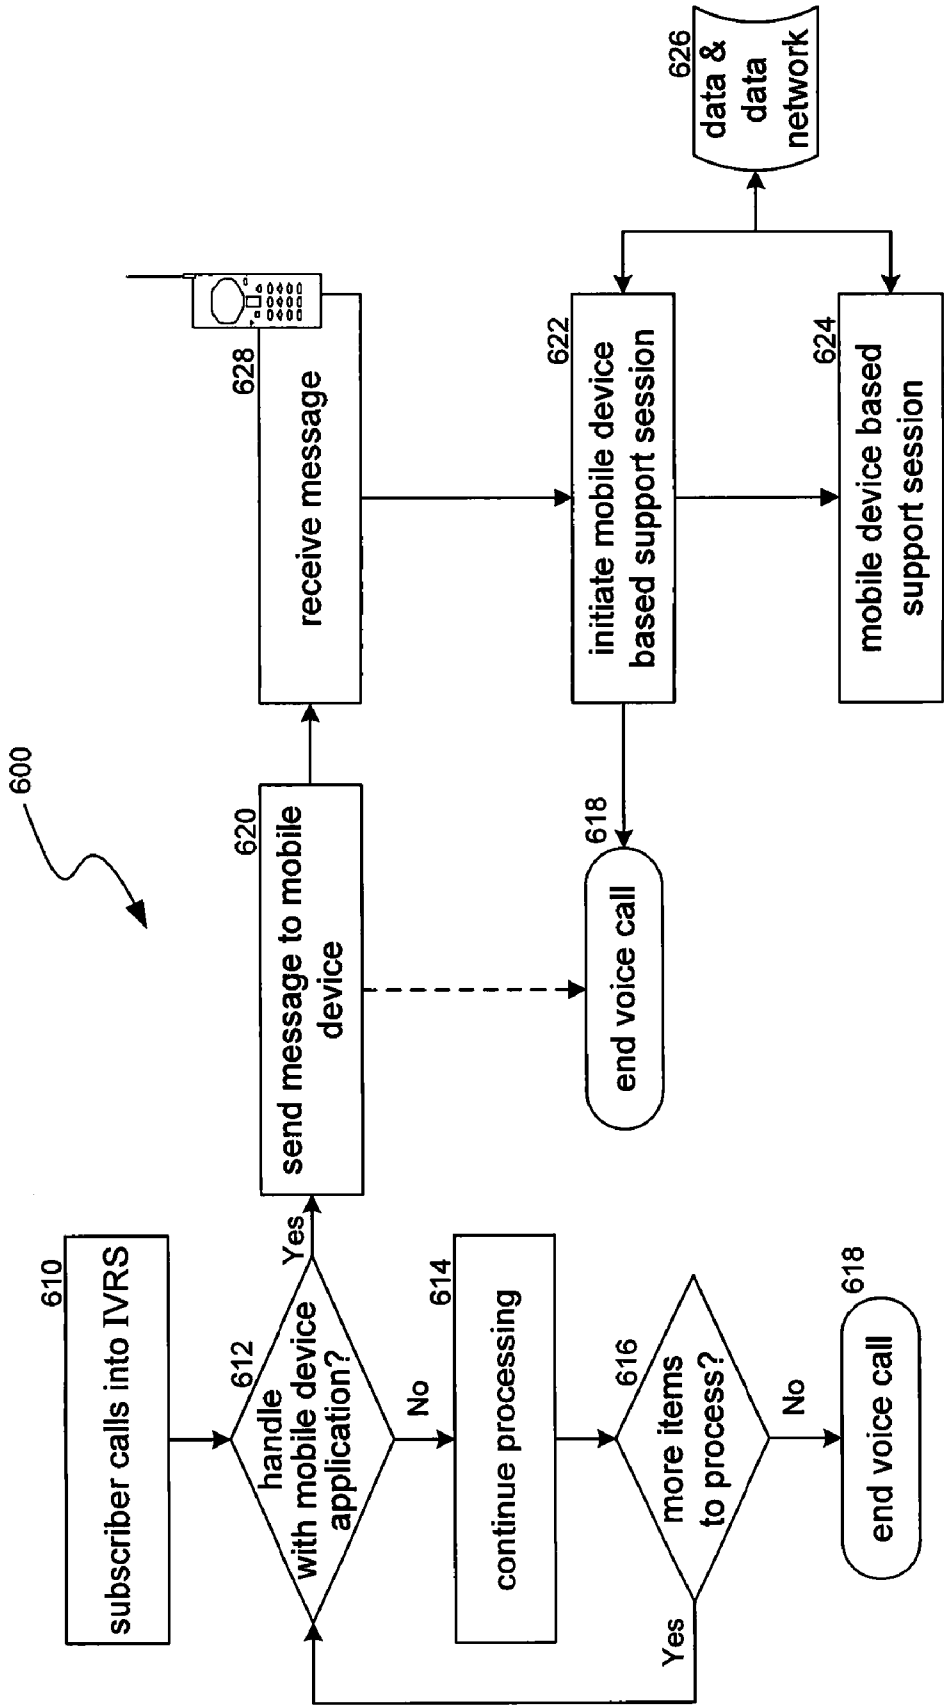 600
610
subscriber calls into IVRS
612
handle
with mobile device
application?
Yes
No
614
continue processing
616
more items
to process?
Yes
No
618
end voice call
620
send message to mobile
device
618
end voice call
628
receive message
622
initiate mobile device
based support session
624
mobile device based
support session
626
data &
data
network